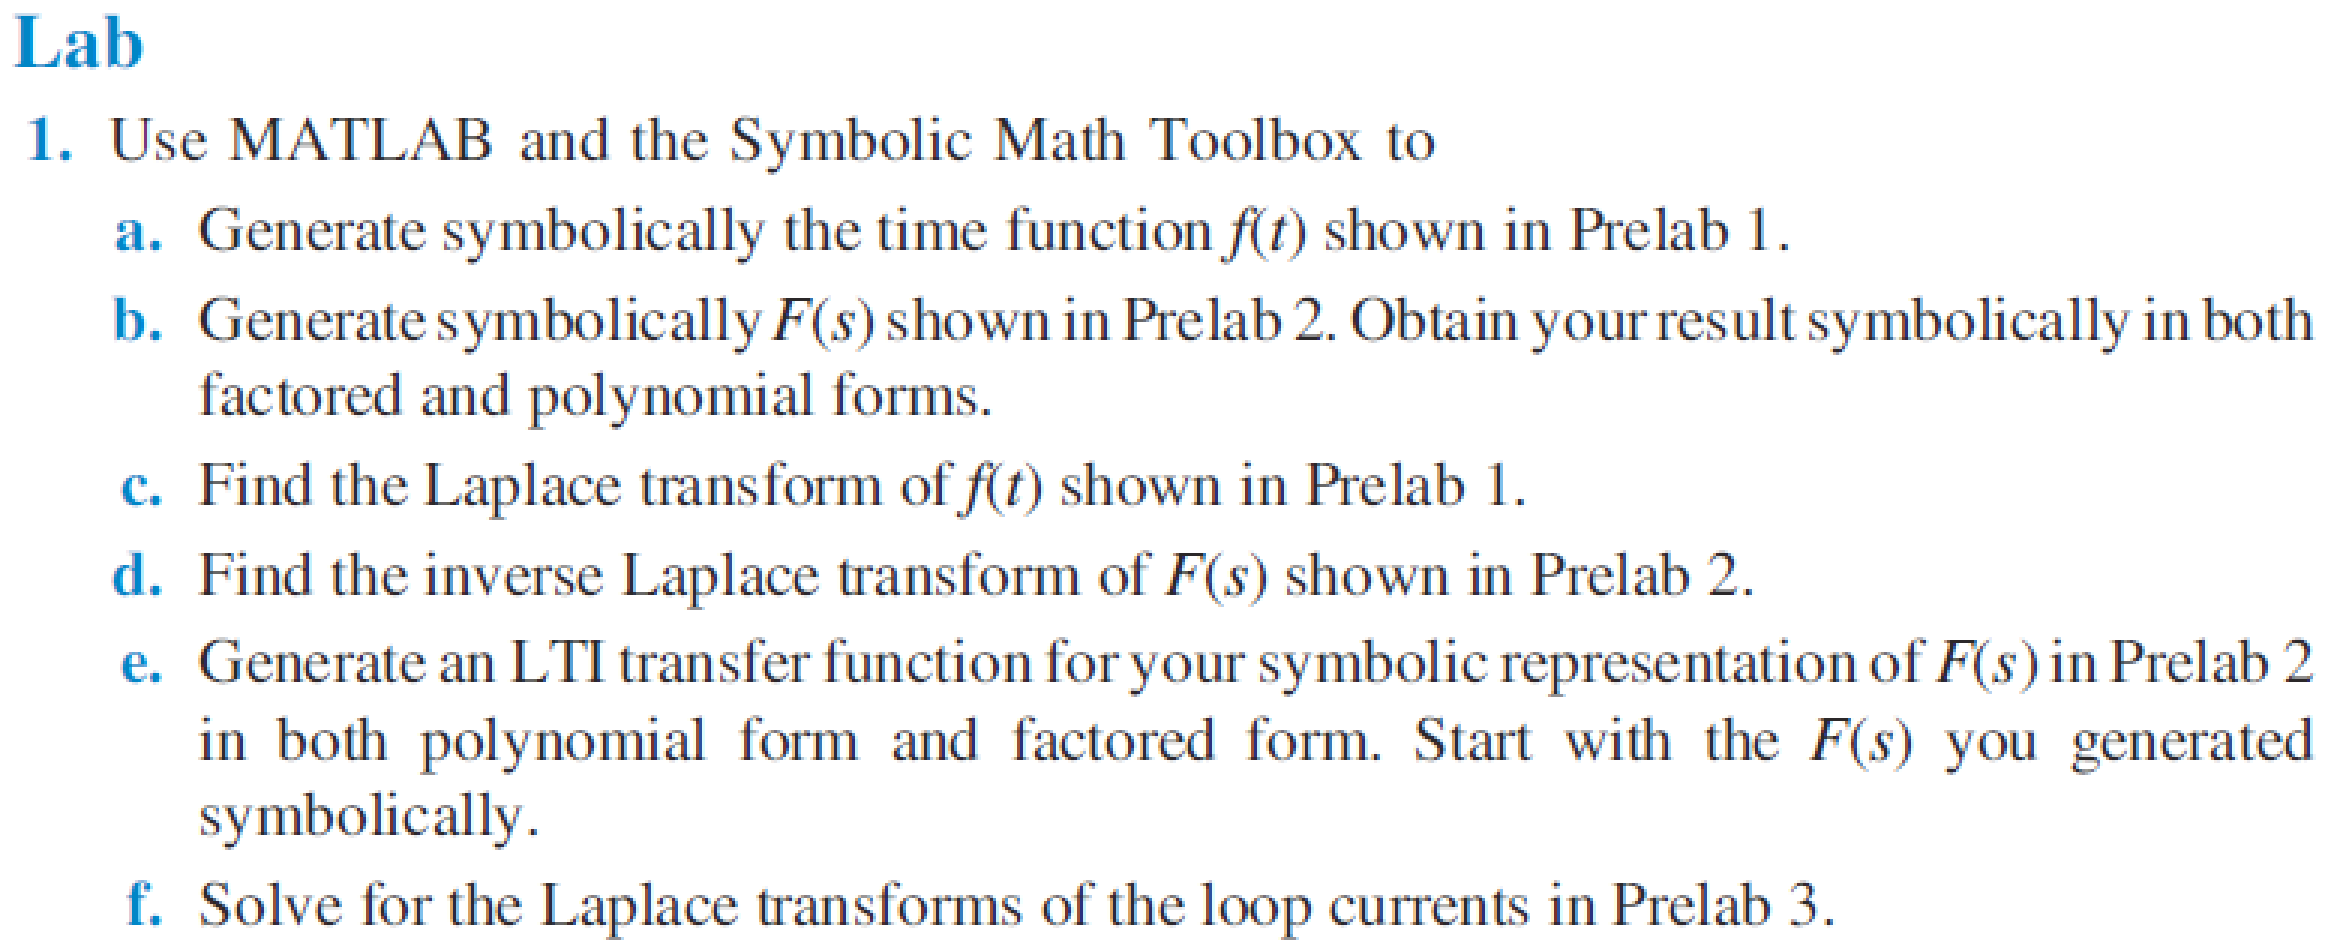 Lab
1. Use MATLAB and the Symbolic Math Toolbox to
a. Generate symbolically the time function f(t) shown in Prelab 1.
b. Generate symbolically F(s) shown in Prelab 2. Obtain your result symbolically in both
factored and polynomial forms.
c. Find the Laplace transform of f(t) shown in Prelab 1.
d. Find the inverse Laplace transform of F(s) shown in Prelab 2.
e. Generate an LTI transfer function for your symbolic representation of F(s) in Prelab 2
in both polynomial form and factored form. Start with the F(s) you generated
symbolically.
f. Solve for the Laplace transforms of the loop currents in Prelab 3.